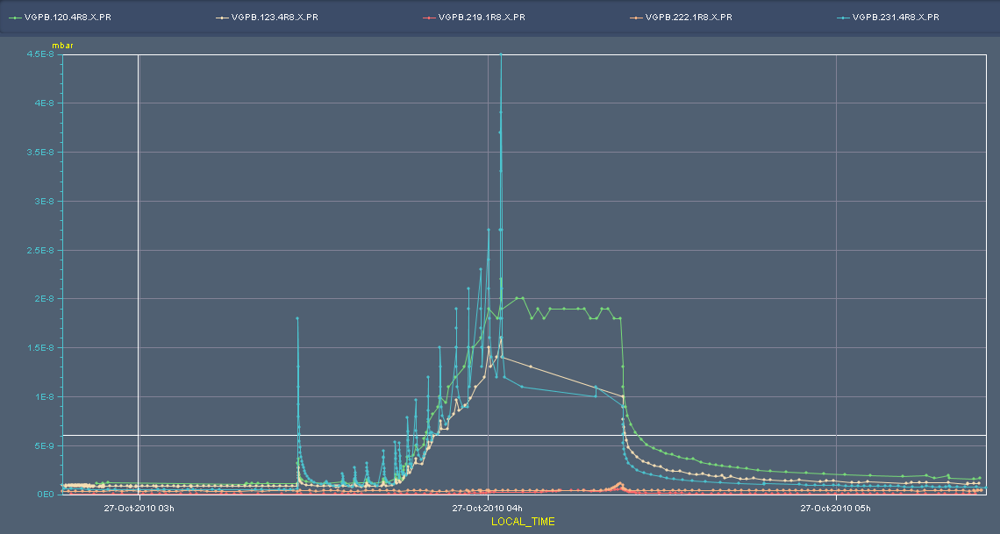 VGPB.120.4R8.X.PR VGPB.123.4R8.X.PR VGPB.219.1R8.X.PR VGPB.222.1R8.X.PR VGPB.231.4R8.X.PR
mbar
4.5E-8
4E-8
3.5E-8
3E-8
2.5E-8
2E-8
1.5E-8
1E-8
5E-9
0E0
27-Oct-2010 03h 27-Oct-2010 04h 27-Oct-2010 05h
LOCAL_TIME